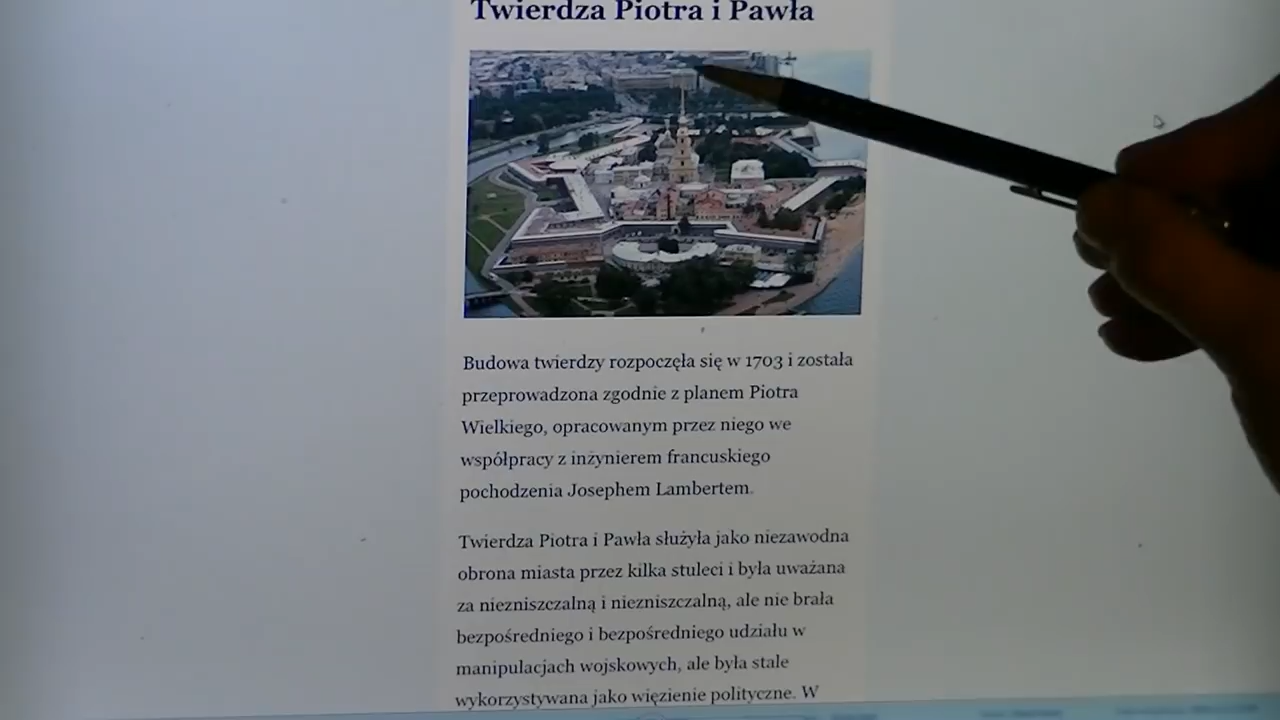 Twierdza Piotra i Pawła
Budowa twierdzy rozpoczęła się w 1703 i została
przeprowadzona zgodnie z planem Piotra
Wielkiego, opracowanym przez niego we
współpracy z inżynierem francuskiego
pochodzenia Josephem Lambertem.
Twierdza Piotra i Pawła służyła jako niezawodna
obrona miasta przez kilka stuleci i była uważana
za niezniszczalną i niezniszczalną, ale nie brała
bezpośredniego i bezpośredniego udziału w
manipulacjach wojskowych, ale była stale
wykorzystywana jako więzienie polityczne. W